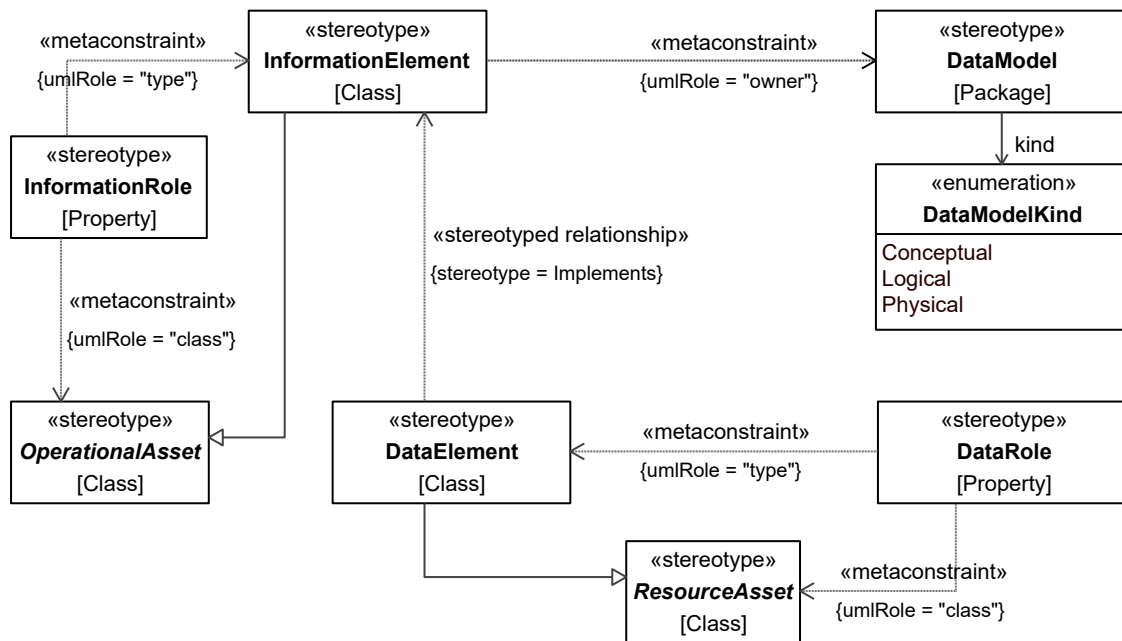 «stereotype»
InformationElement
[Class]
«metaconstraint»
{umlRole = "type"}
«metaconstraint»
{umlRole = "owner"}
«stereotype»
DataModel
[Package]
kind
«stereotype»
InformationRole
[Property]
«enumeration»
DataModelKind
Conceptual
Logical
Physical
«stereotyped relationship»
{stereotype = Implements}
«metaconstraint»
{umlRole = "class"}
«stereotype»
OperationalAsset
[Class]
«stereotype»
DataElement
[Class]
«metaconstraint»
{umlRole = "type"}
«stereotype»
DataRole
[Property]
«stereotype»
ResourceAsset
[Class]
«metaconstraint»
{umlRole = "class"}